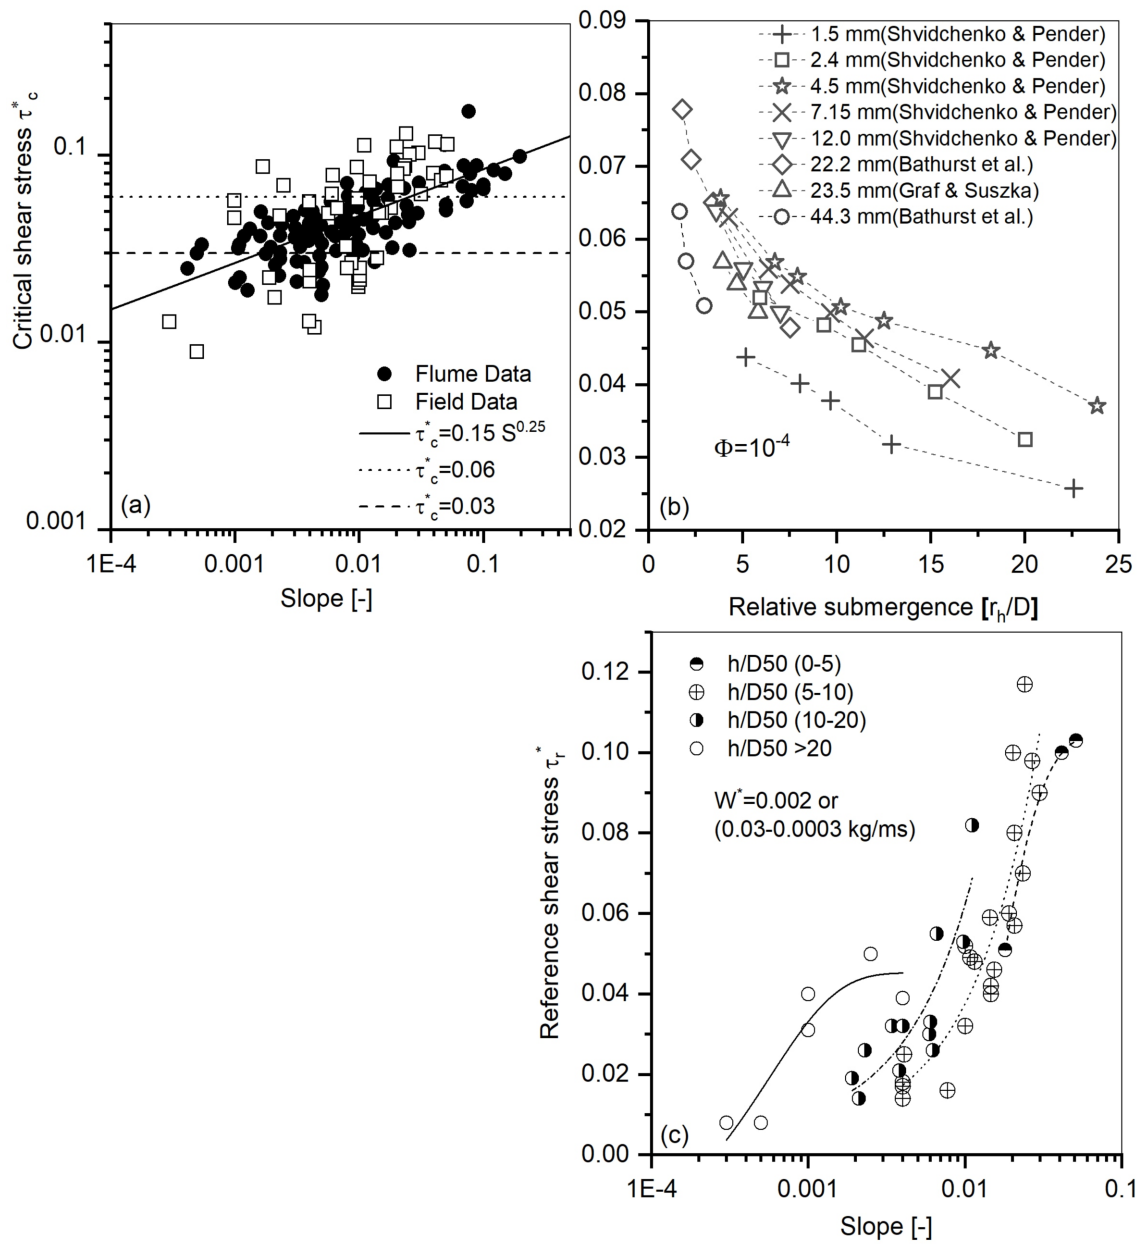 Critical shear stress τ*c
0.1
0.01
0.001
Flume Data
Field Data
τ*c=0.15 S^0.25
τ*c=0.06
τ*c=0.03
(a)
1E-4
0.001
0.01
0.1
Slope [-]
0.09
0.08
0.07
0.06
0.05
0.04
0.03
0.02
1.5 mm(Shvidchenko & Pender)
2.4 mm(Shvidchenko & Pender)
4.5 mm(Shvidchenko & Pender)
7.15 mm(Shvidchenko & Pender)
12.0 mm(Shvidchenko & Pender)
22.2 mm(Bathurst et al.)
23.5 mm(Graf & Suszka)
44.3 mm(Bathurst et al.)
Φ=10^-4
(b)
0
5
10
15
20
25
Relative submergence [r_h/D]
Reference shear stress τr*
0.12
0.10
0.08
0.06
0.04
0.02
0.00
h/D50 (0-5)
h/D50 (5-10)
h/D50 (10-20)
h/D50 >20
W*=0.002 or
(0.03-0.0003 kg/ms)
(c)
1E-4
0.001
0.01
0.1
Slope [-]